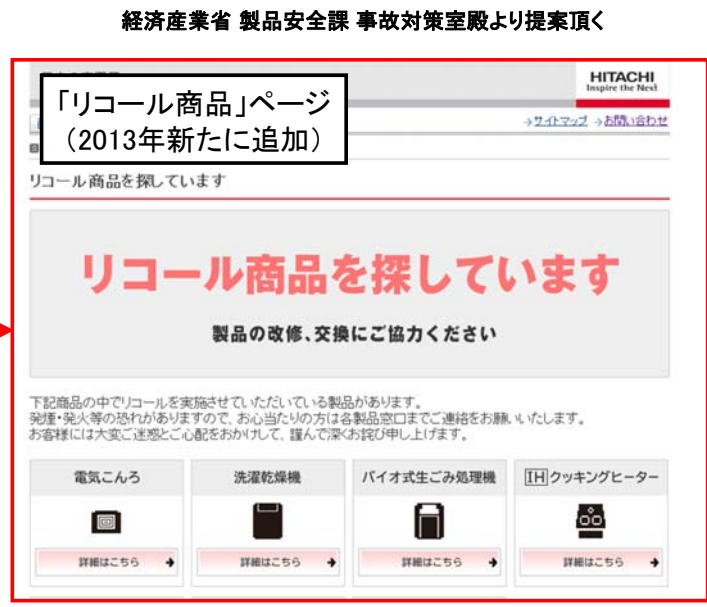 経済産業省 製品安全課 事故対策室殿より提案頂く
HITACHI
Inspire the Next
「リコール商品」ページ
（2013年新たに追加）
→サイトマップ →お問い合わせ
リコール商品を探しています
リコール商品を探しています
製品の改修、交換にご協力ください
下記商品の中でリコールを実施させていただいている製品があります。
発煙・発火等の恐れがありますので、お心当たりの方は各製品窓口までご連絡をお願いいたします。
お客様には大変ご迷惑とご心配をおかけして、謹んで深くお詫び申し上げます。
電気こんろ 洗濯乾燥機 バイオ式生ごみ処理機 IHクッキングヒーター
詳細はこちら 詳細はこちら 詳細はこちら 詳細はこちら